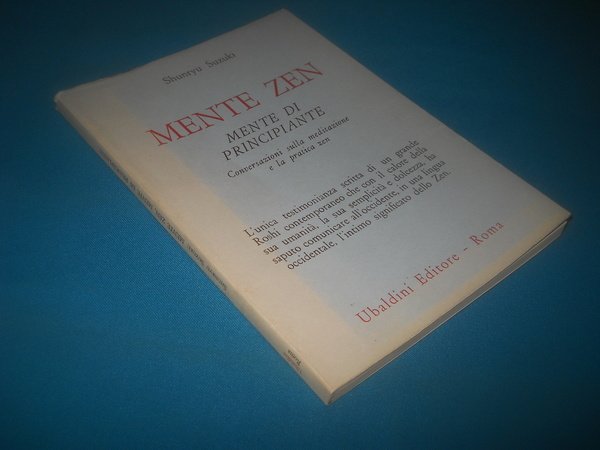 Shunryu Suzuki
MENTE ZEN
MENTE DI
PRINCIPIANTE
Conversazioni sulla meditazione
e la pratica zen
L'unica testimonianza scritta di un grande
Roshi contemporaneo che con il calore della
sua umanità, la sua semplicità e dolcezza, ha
saputo comunicare all'occidente, in una lingua
occidentale, l'intimo significato dello Zen.
Ubaldini Editore - Roma